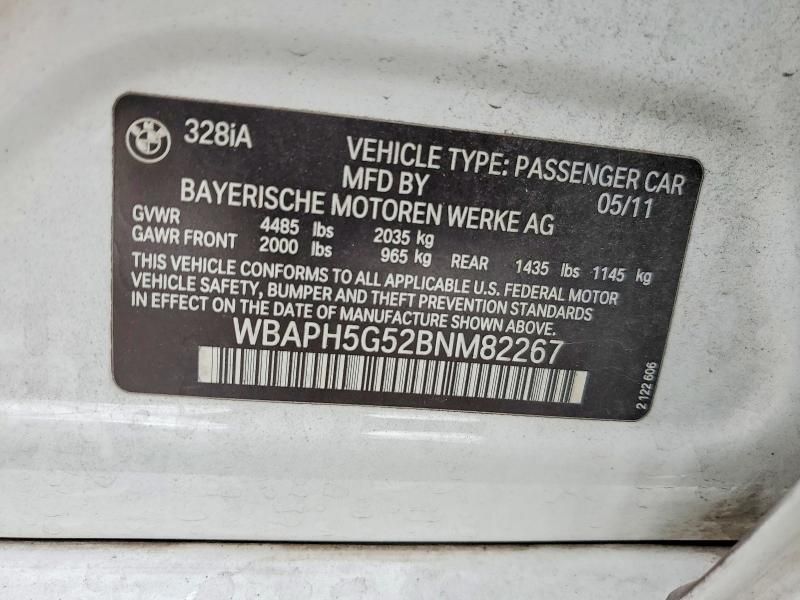 328iA
VEHICLE TYPE: PASSENGER CAR
MFD BY 05/11
BAYERISCHE MOTOREN WERKE AG
GVWR 4485 lbs 2035 kg
GAWR FRONT 2000 lbs 965 kg REAR 1435 lbs 1145 kg
THIS VEHICLE CONFORMS TO ALL APPLICABLE U.S. FEDERAL MOTOR
VEHICLE SAFETY, BUMPER AND THEFT PREVENTION STANDARDS
IN EFFECT ON THE DATE OF MANUFACTURE SHOWN ABOVE.
WBAPH5G52BNM82267
2 122 606